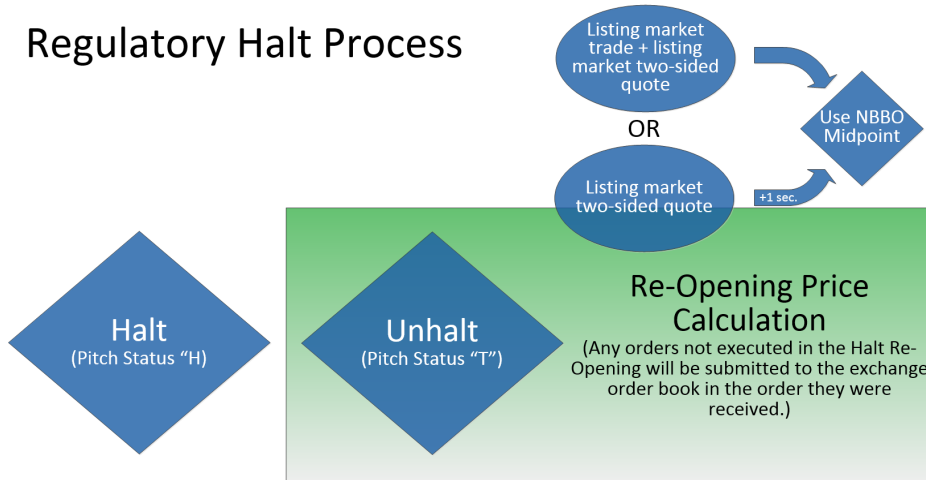 Regulatory Halt Process
Listing market
trade + listing
market two-sided
quote
OR
Listing market
two-sided quote
+1 sec.
Use NBBO
Midpoint
Halt
(Pitch Status “H)
Unhalt
(Pitch Status “T”)
Re-Opening Price
Calculation
(Any orders not executed in the Halt Re-
Opening will be submitted to the exchange
order book in the order they were
received.)